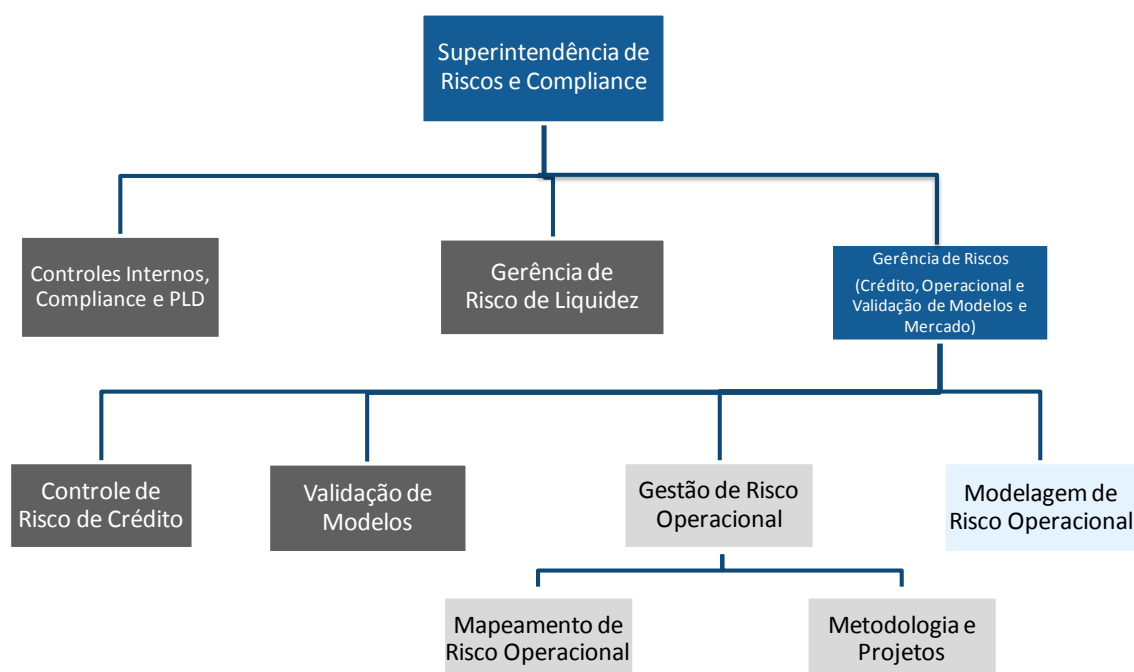 Superintendência de
Riscos e Compliance
Controles Internos,
Compliance e PLD
Gerência de
Risco de Liquidez
Gerência de Riscos
(Crédito, Operacional e
Validação de Modelos e
Mercado)
Controle de
Risco de Crédito
Validação de
Modelos
Gestão de Risco
Operacional
Modelagem de
Risco Operacional
Mapeamento de
Risco Operacional
Metodologia e
Projetos